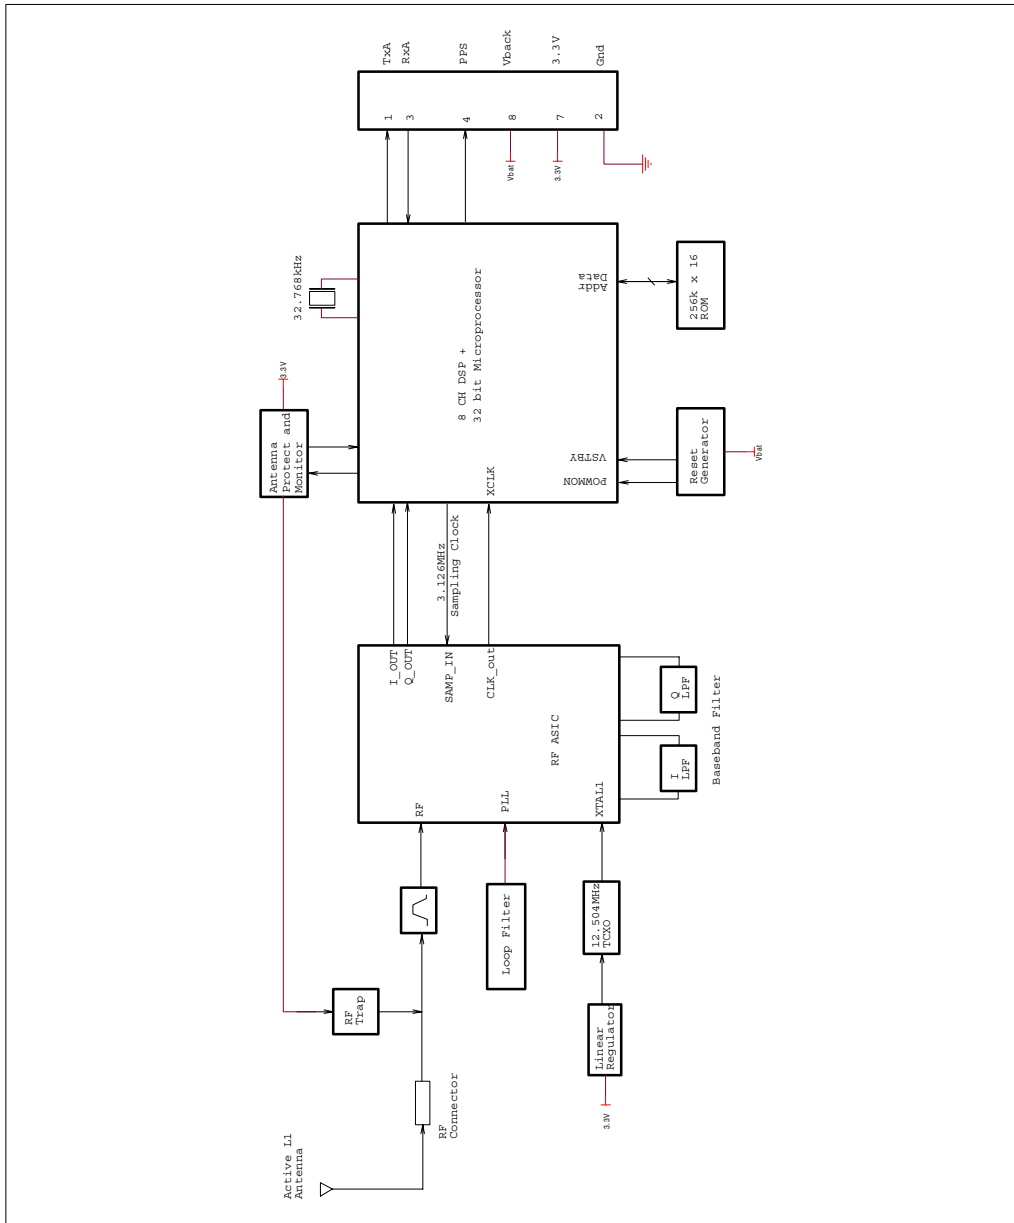 Active L1
Antenna
RF
Connector
RF
Trap
Antenna
Protect and
Monitor
3.3V
32.768kHz
Loop Filter
3.3V
Linear
Regulator
12.504MHz
TCXO
RF
PLL
XTAL1
RF ASIC
I_OUT
Q_OUT
SAMP_IN
CLK_out
I
LPF
Q
LPF
Baseband Filter
3.126MHz
Sampling Clock
XCLK
POWMON
VSTBY
8 CH DSP +
32 bit Microprocessor
Addr
Data
Reset
Generator
Vbat
256k x 16
ROM
1
3
4
8
7
2
Vbat
3.3V
TxA
RxA
PPS
Vback
3.3V
Gnd